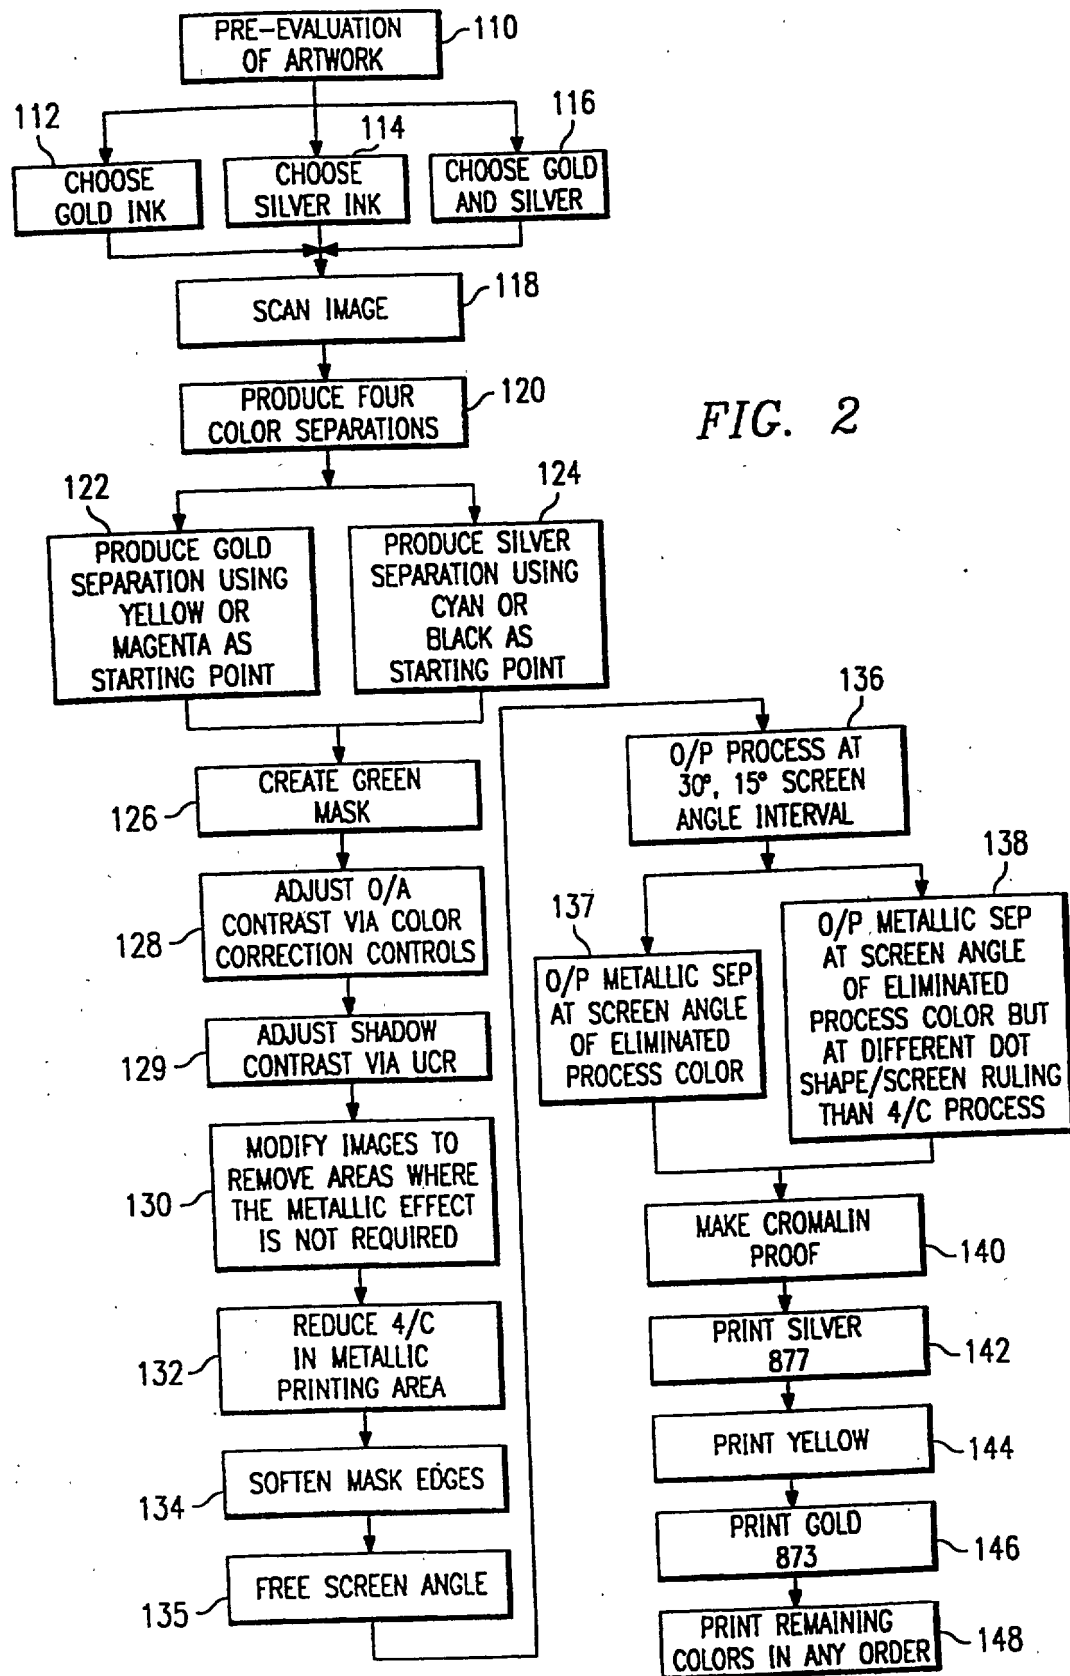 PRE-EVALUATION
OF ARTWORK
110
112
114
116
CHOOSE
GOLD INK
CHOOSE
SILVER INK
CHOOSE GOLD
AND SILVER
SCAN IMAGE
118
PRODUCE FOUR
COLOR SEPARATIONS
120
FIG. 2
122
124
PRODUCE GOLD
SEPARATION USING
YELLOW OR
MAGENTA AS
STARTING POINT
PRODUCE SILVER
SEPARATION USING
CYAN OR
BLACK AS
STARTING POINT
CREATE GREEN
MASK
126
ADJUST O/A
CONTRAST VIA COLOR
CORRECTION CONTROLS
128
ADJUST SHADOW
CONTRAST VIA UCR
129
MODIFY IMAGES TO
REMOVE AREAS WHERE
THE METALLIC EFFECT
IS NOT REQUIRED
130
REDUCE 4/C
IN METALLIC
PRINTING AREA
132
SOFTEN MASK EDGES
134
FREE SCREEN ANGLE
135
136
O/P PROCESS AT
30°, 15° SCREEN
ANGLE INTERVAL
137
138
O/P METALLIC SEP
AT SCREEN ANGLE
OF ELIMINATED
PROCESS COLOR
O/P METALLIC SEP
AT SCREEN ANGLE
OF ELIMINATED
PROCESS COLOR BUT
AT DIFFERENT DOT
SHAPE/SCREEN RULING
THAN 4/C PROCESS
MAKE CROMALIN
PROOF
140
PRINT SILVER
877
142
PRINT YELLOW
144
PRINT GOLD
873
146
PRINT REMAINING
COLORS IN ANY ORDER
148